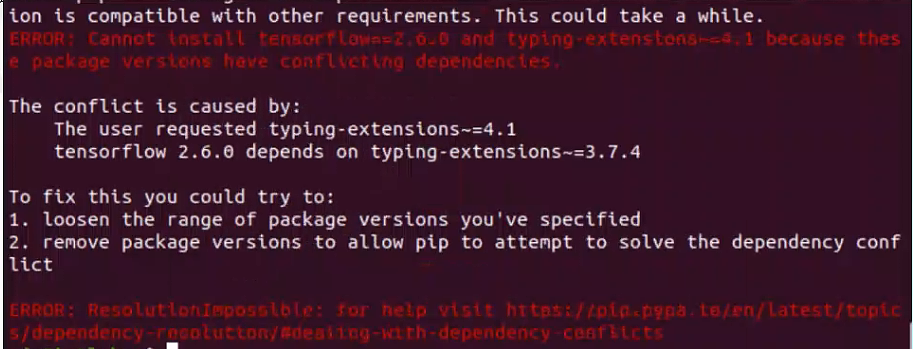 ion is compatible with other requirements. This could take a while.
ERROR: Cannot install tensorflow==2.6.0 and typing-extensions~=4.1 because thes
e package versions have conflicting dependencies.
The conflict is caused by:
    The user requested typing-extensions~=4.1
    tensorflow 2.6.0 depends on typing-extensions~=3.7.4
To fix this you could try to:
1. loosen the range of package versions you've specified
2. remove package versions to allow pip to attempt to solve the dependency conf
lict
ERROR: ResolutionImpossible: for help visit https://pip.pypa.io/en/latest/topic
s/dependency-resolution/#dealing-with-dependency-conflicts